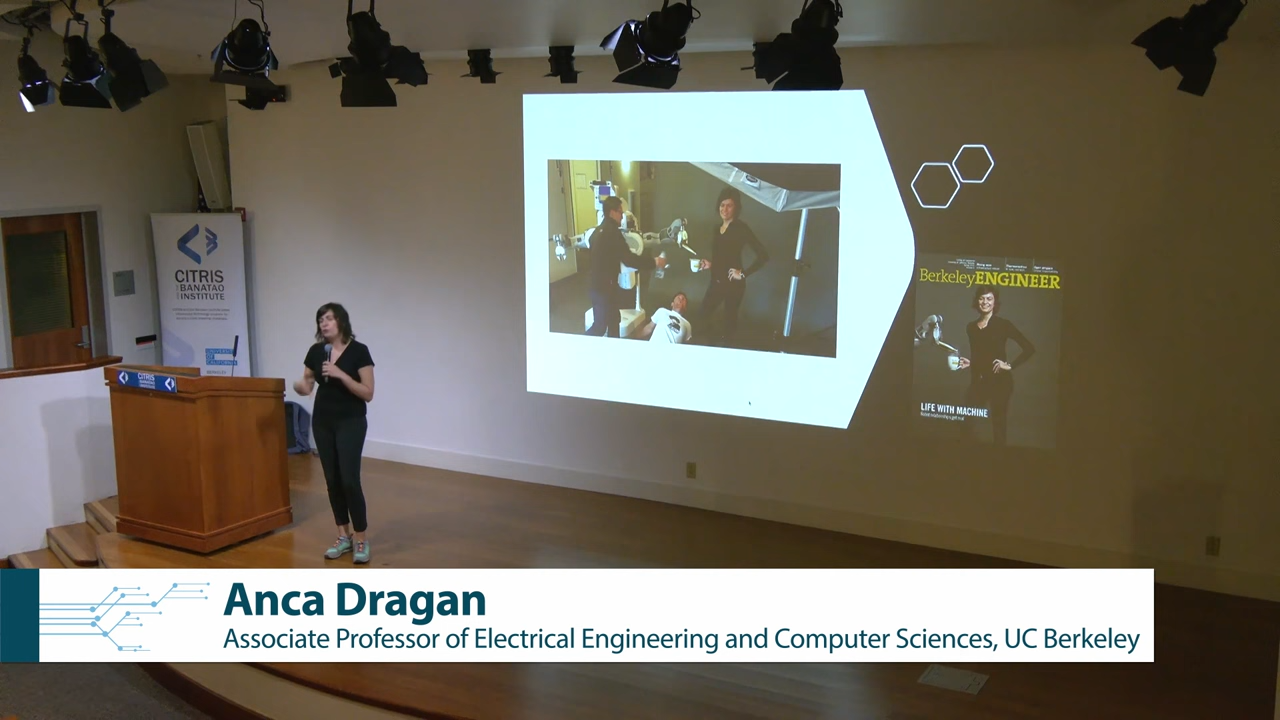 CITRIS
BANATAO
INSTITUTE
CITRIS
BerkeleyENGINEER
LIFE WITH MACHINE
Anca Dragan
Associate Professor of Electrical Engineering and Computer Sciences, UC Berkeley